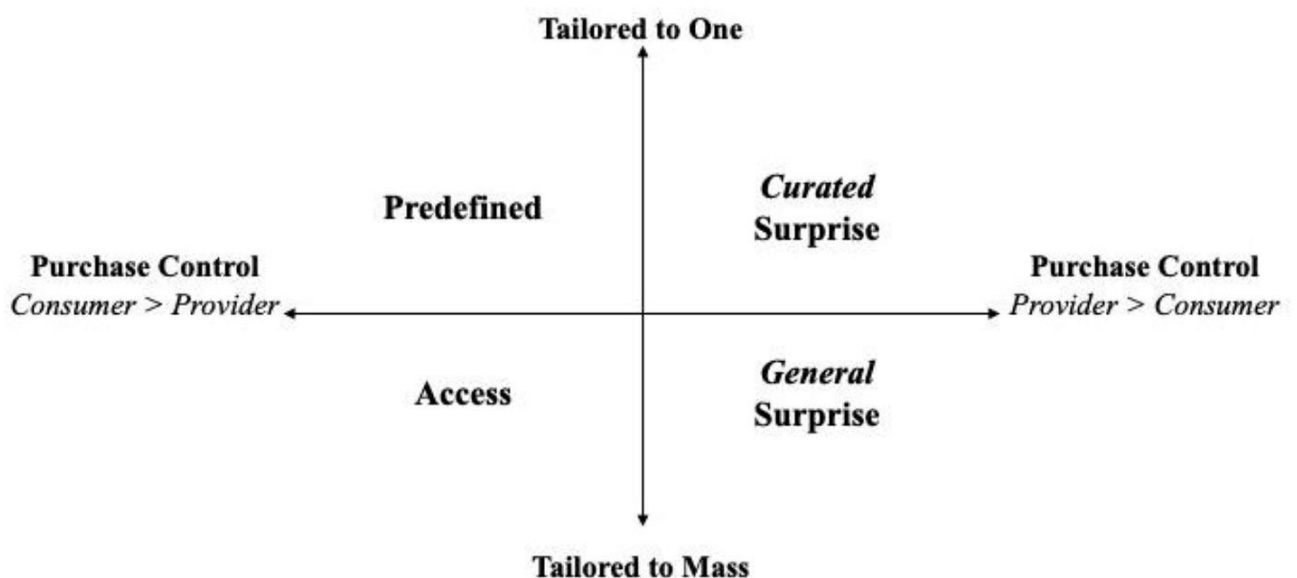 Tailored to One
Curated
Predefined
Surprise
Purchase Control
Consumer > Provider
Purchase Control
Provider > Consumer
General
Access
Surprise
Tailored to Mass